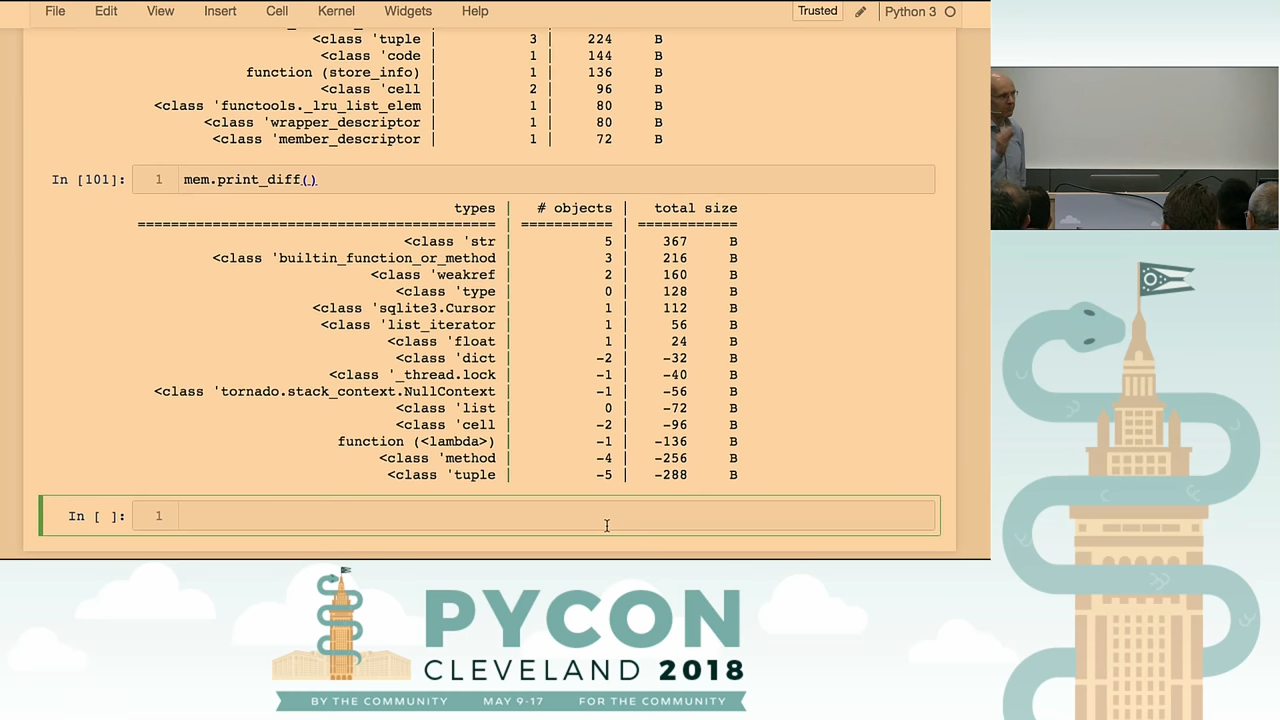 File Edit View Insert Cell Kernel Widgets Help Trusted Python 3
<class 'tuple | 3 | 224 B
<class 'code | 1 | 144 B
function (store_info) | 1 | 136 B
<class 'cell | 2 | 96 B
<class 'functools._lru_list_elem | 1 | 80 B
<class 'wrapper_descriptor | 1 | 80 B
<class 'member_descriptor | 1 | 72 B
In [101]: 1 mem.print_diff()
types | # objects | total size
========================================== | =========== | ============
<class 'str | 5 | 367 B
<class 'builtin_function_or_method | 3 | 216 B
<class 'weakref | 2 | 160 B
<class 'type | 0 | 128 B
<class 'sqlite3.Cursor | 1 | 112 B
<class 'list_iterator | 1 | 56 B
<class 'float | 1 | 24 B
<class 'dict | -2 | -32 B
<class '_thread.lock | -1 | -40 B
<class 'tornado.stack_context.NullContext | -1 | -56 B
<class 'list | 0 | -72 B
<class 'cell | -2 | -96 B
function (<lambda>) | -1 | -136 B
<class 'method | -4 | -256 B
<class 'tuple | -5 | -288 B
In [ ]: 1
PYCON
CLEVELAND 2018
BY THE COMMUNITY MAY 9-17 FOR THE COMMUNITY